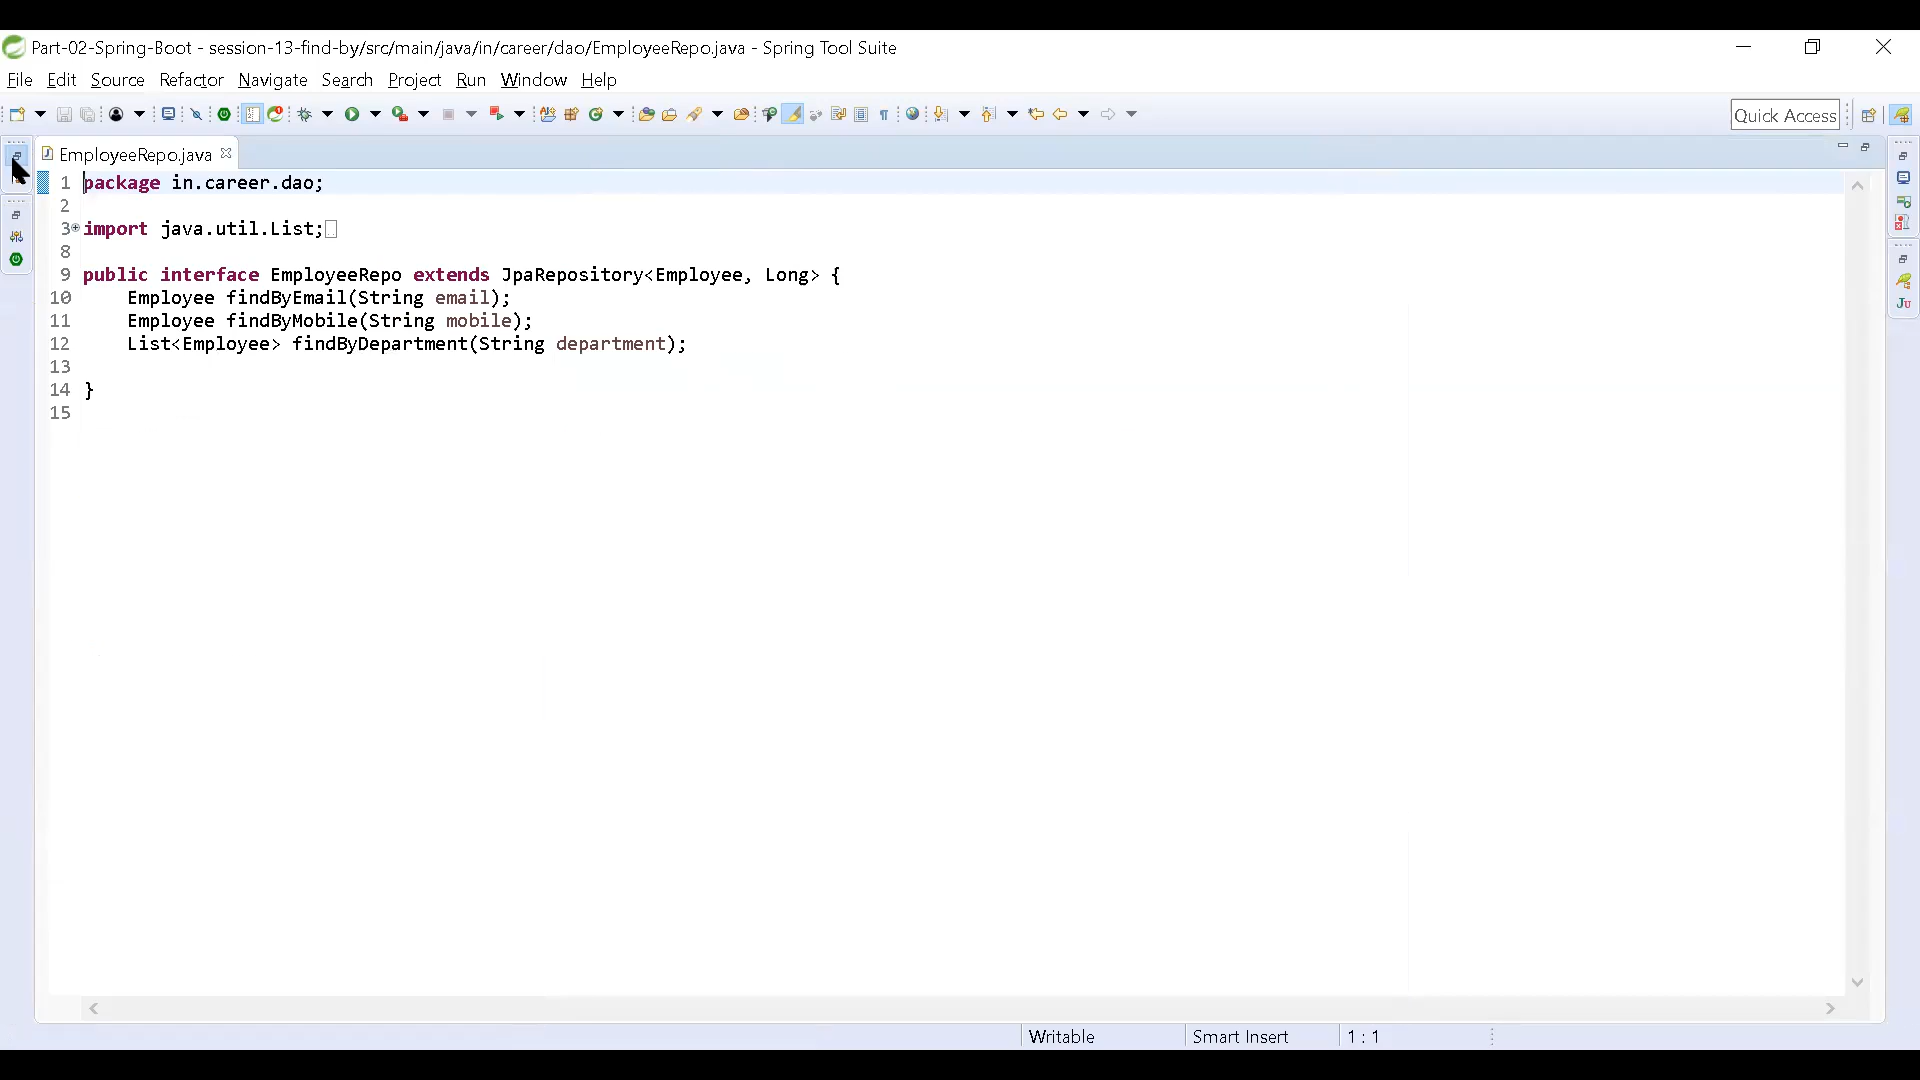 Part-02-Spring-Boot - session-13-find-by/src/main/java/in/career/dao/EmployeeRepo.java - Spring Tool Suite
File Edit Source Refactor Navigate Search Project Run Window Help
Quick Access
EmployeeRepo.java
1 package in.career.dao;
2
3 import java.util.List;
8
9 public interface EmployeeRepo extends JpaRepository<Employee, Long> {
10 Employee findByEmail(String email);
11 Employee findByMobile(String mobile);
12 List<Employee> findByDepartment(String department);
13
14 }
15
Writable Smart Insert 1 : 1